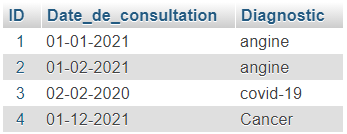 ID Date_de_consultation Diagnostic
1 01-01-2021 angine
2 01-02-2021 angine
3 02-02-2020 covid-19
4 01-12-2021 Cancer